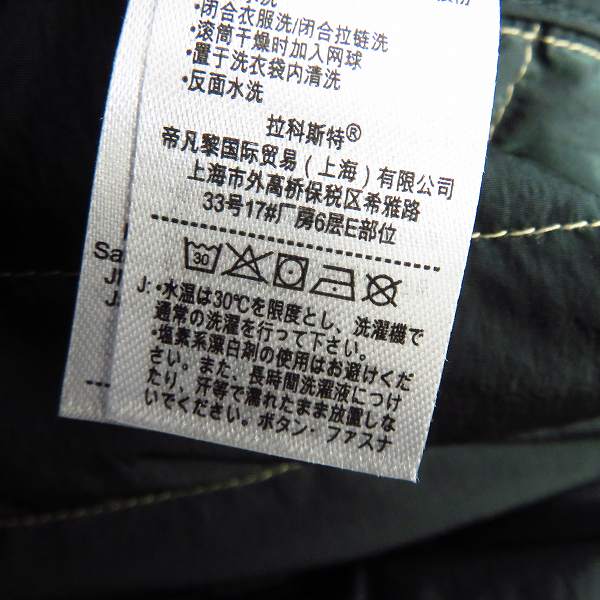 •闭合衣服洗/闭合拉链洗
•滚筒干燥时加入网球
•置于洗衣袋内清洗
•反面水洗
拉科斯特®
帝凡黎国际贸易(上海)有限公司
上海市外高桥保税区希雅路
33号17#厂房6层E部位
30
J:•水温は30℃を限度とし、洗濯機で
通常の洗濯を行って下さい。
•塩素系漂白剤の使用はお避けくだ
さい。また、長時間洗濯液につけ
たり、汗等で濡れたまま放置しな
いでください。ボタン・ファスナ
Sa